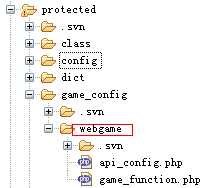 protected
.svn
class
config
dict
game_config
.svn
webgame
.svn
api_config.php
game_function.php